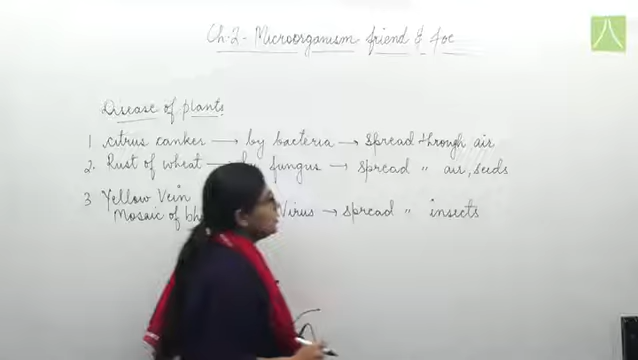 Ch-2- Microorganism friend & foe
Disease of plants
1 citrus canker → by bacteria → spread through air
2. Rust of wheat → by fungus → spread " air, seeds
3 Yellow Vein
Mosaic of Virus → spread " insects